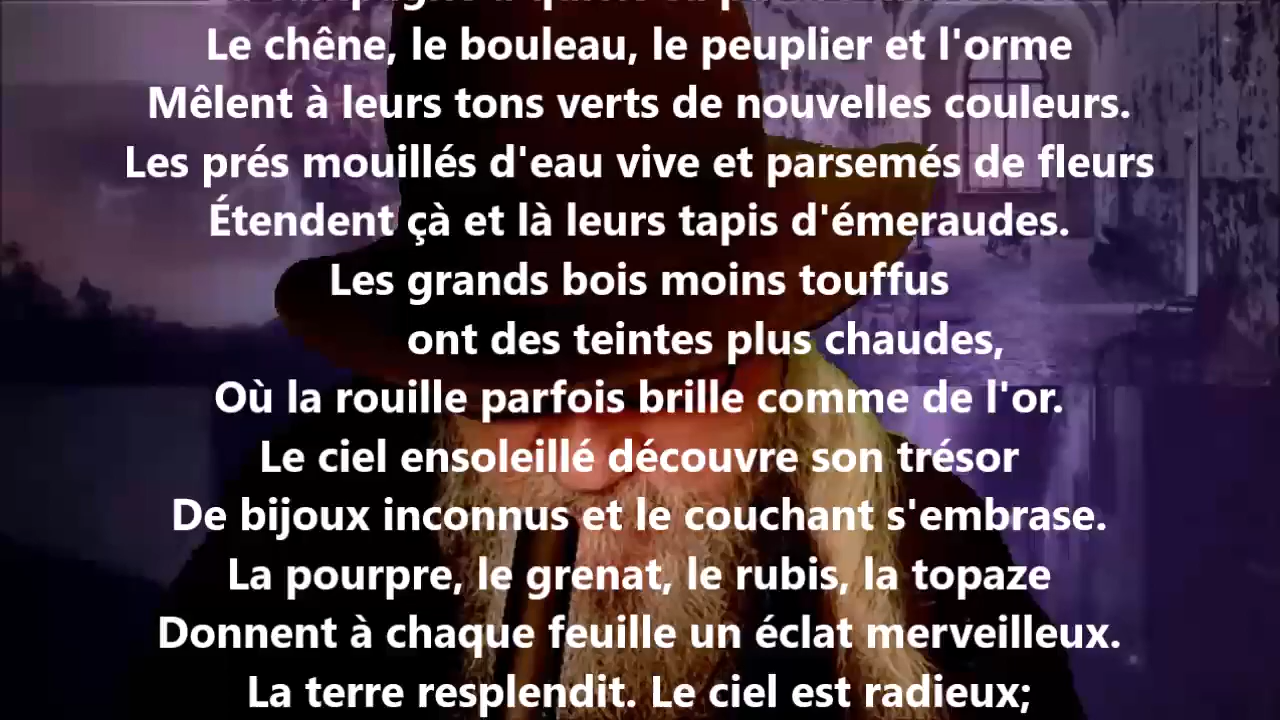 Le chêne, le bouleau, le peuplier et l'orme
Mêlent à leurs tons verts de nouvelles couleurs.
Les prés mouillés d'eau vive et parsemés de fleurs
Étendent çà et là leurs tapis d'émeraudes.
Les grands bois moins touffus
ont des teintes plus chaudes,
Où la rouille parfois brille comme de l'or.
Le ciel ensoleillé découvre son trésor
De bijoux inconnus et le couchant s'embrase.
La pourpre, le grenat, le rubis, la topaze
Donnent à chaque feuille un éclat merveilleux.
La terre resplendit. Le ciel est radieux;